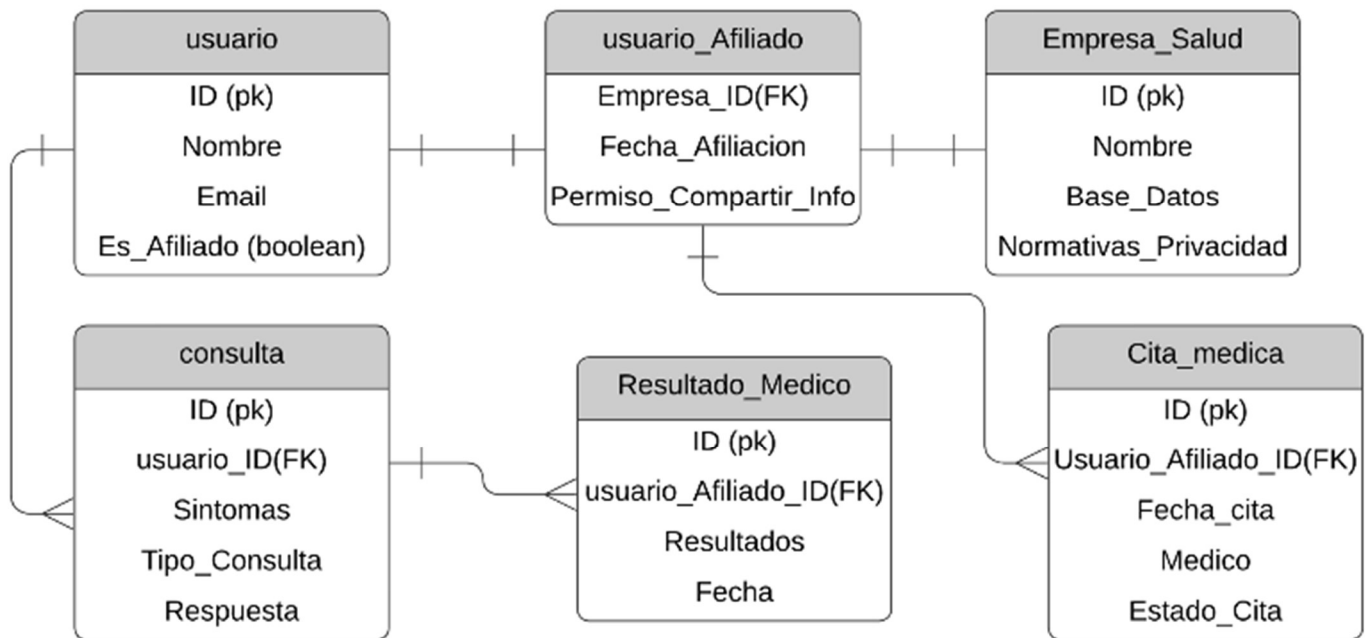 usuario
ID (pk)
Nombre
Email
Es_Afiliado (boolean)
usuario_Afiliado
Empresa_ID(FK)
Fecha_Afiliacion
Permiso_Compartir_Info
Empresa_Salud
ID (pk)
Nombre
Base_Datos
Normativas_Privacidad
consulta
ID (pk)
usuario_ID(FK)
Sintomas
Tipo_Consulta
Respuesta
Resultado_Medico
ID (pk)
usuario_Afiliado_ID(FK)
Resultados
Fecha
Cita_medica
ID (pk)
Usuario_Afiliado_ID(FK)
Fecha_cita
Medico
Estado_Cita